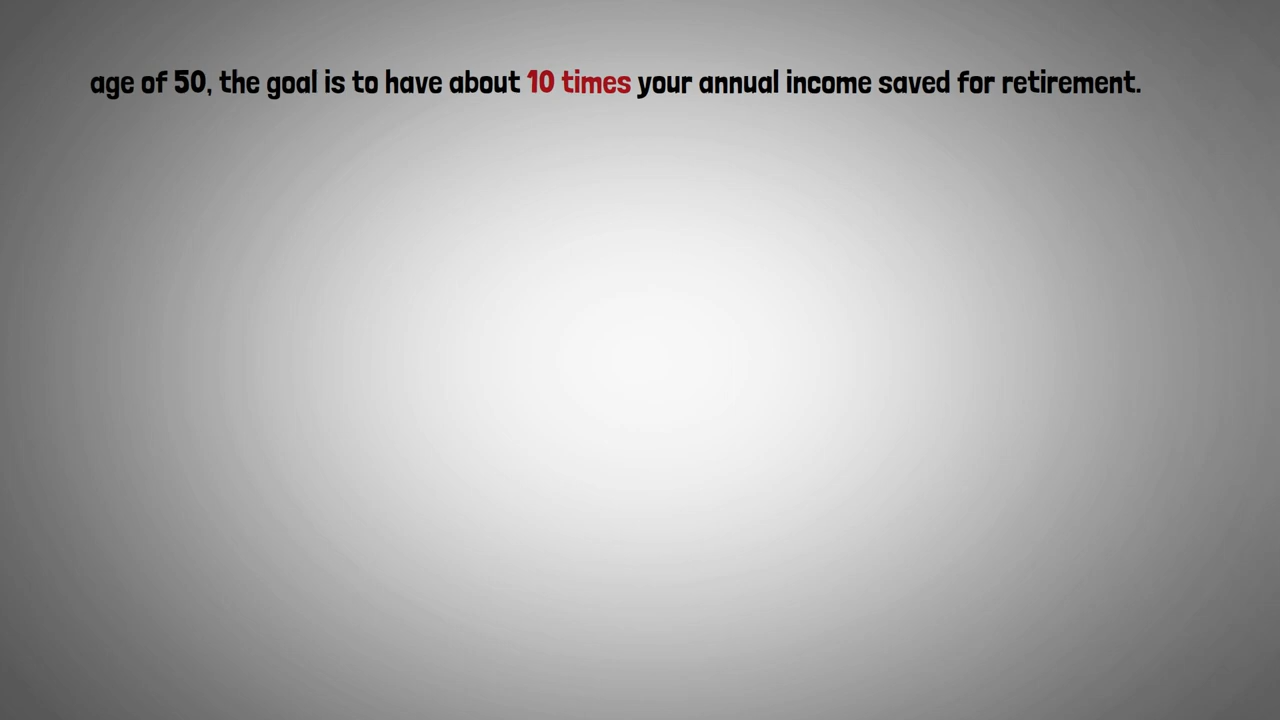 age of 50, the goal is to have about 10 times your annual income saved for retirement.